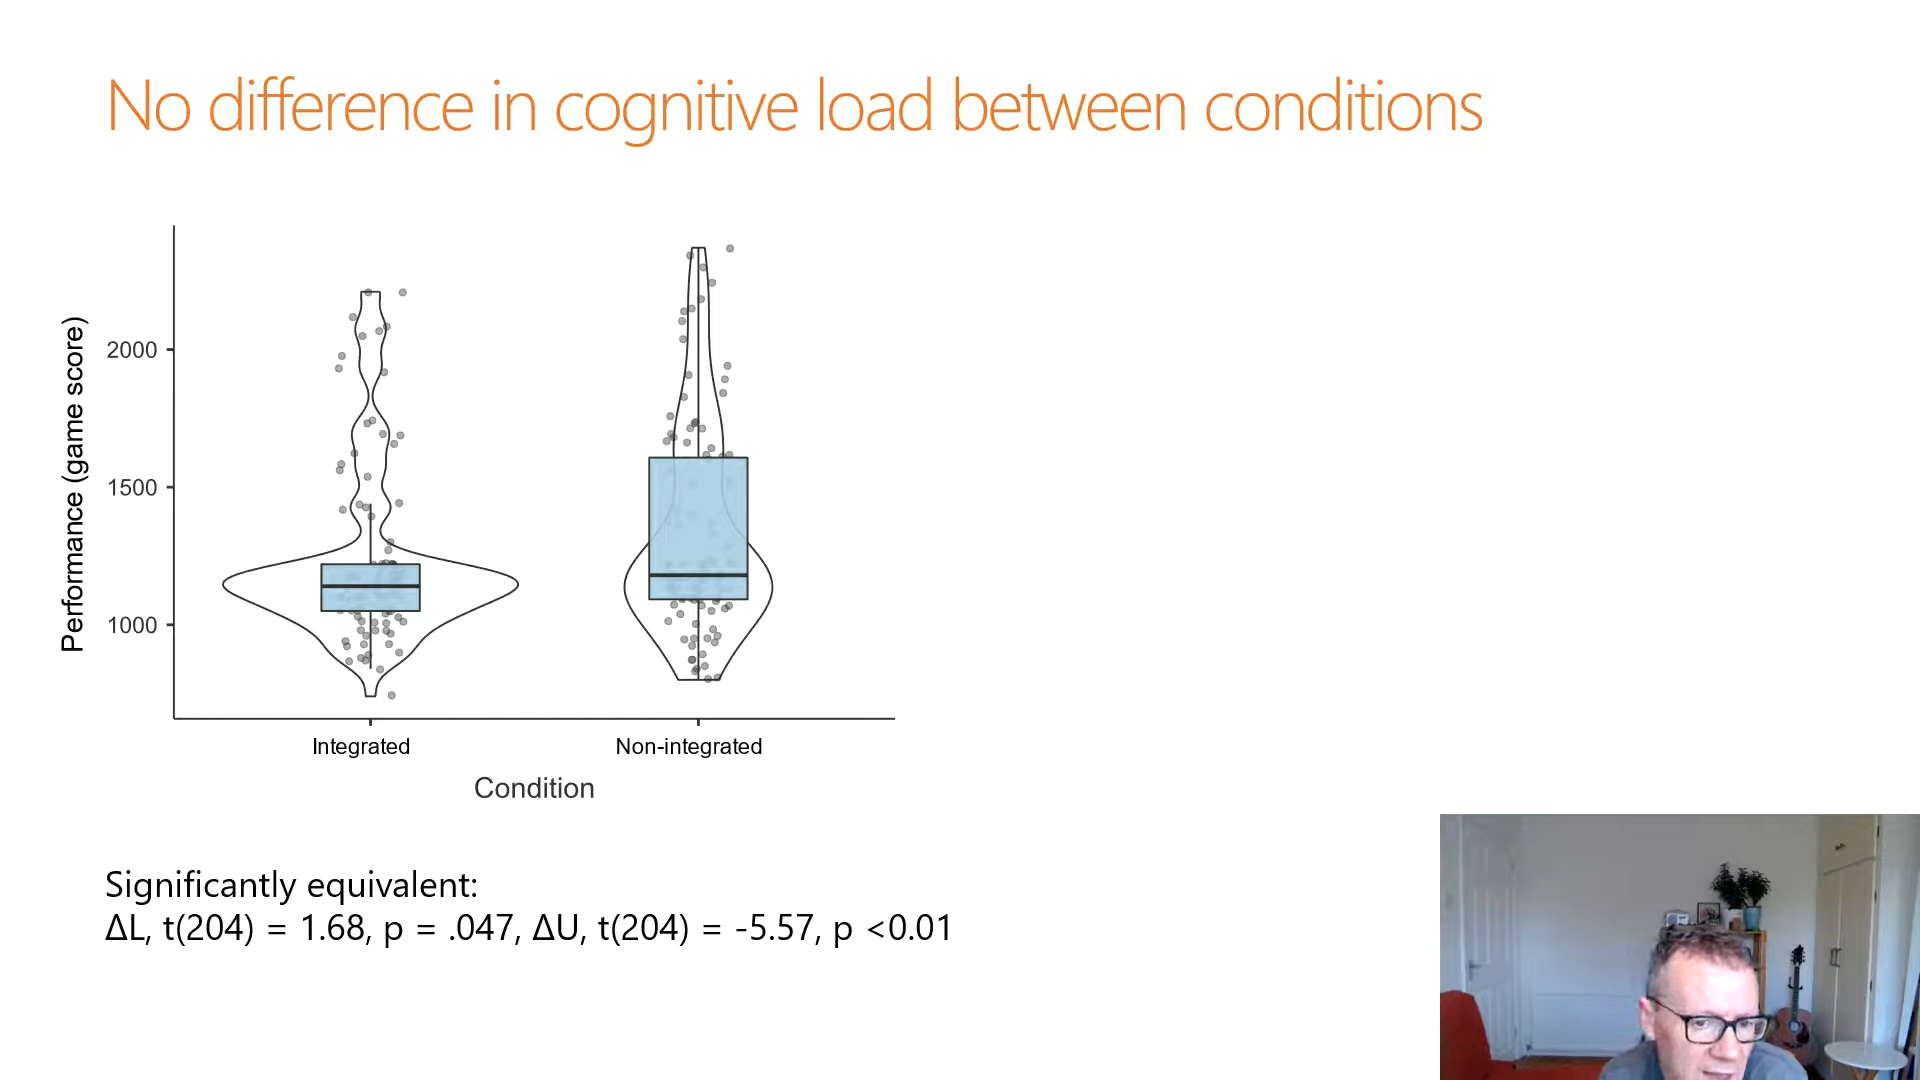 No difference in cognitive load between conditions
Performance (game score)
2000
1500
1000
Integrated
Non-integrated
Condition
Significantly equivalent:
ΔL, t(204) = 1.68, p = .047, ΔU, t(204) = -5.57, p <0.01